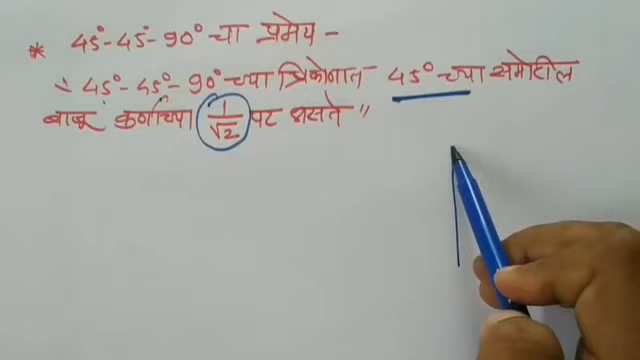 * 45°-45°-90° चा प्रमेय -
"45°-45°-90° च्या त्रिकोणात 45° च्या समोरील
बाजू कर्णाच्या 1/√2 पट असते"